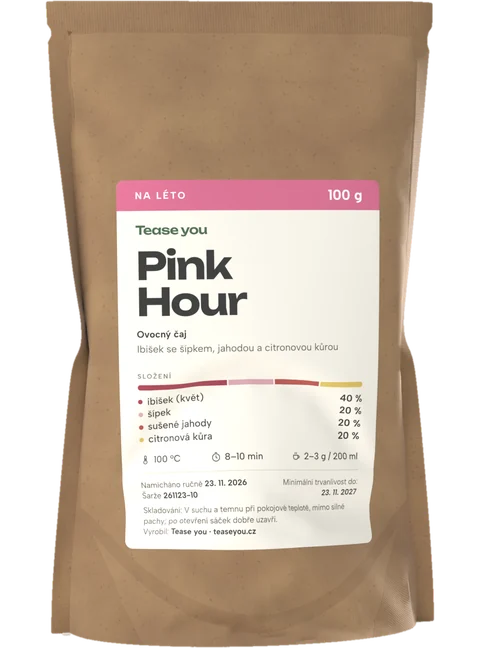 NA LÉTO 100 g
Tease you
Pink
Hour
Ovocný čaj
Ibišek se šípkem, jahodou a citronovou kůrou
SLOŽENÍ
ibišek (květ) 40 %
šípek 20 %
sušené jahody 20 %
citronová kůra 20 %
100 °C 8–10 min 2–3 g / 200 ml
Namícháno ručně 23. 11. 2026 Minimální trvanlivost do:
Šarže 261123-10 23. 11. 2027
Skladování: V suchu a temnu při pokojové teplotě, mimo silné
pachy, po otevření sáček dobře uzavři.
Vyrobil: Tease you · teaseyou.cz